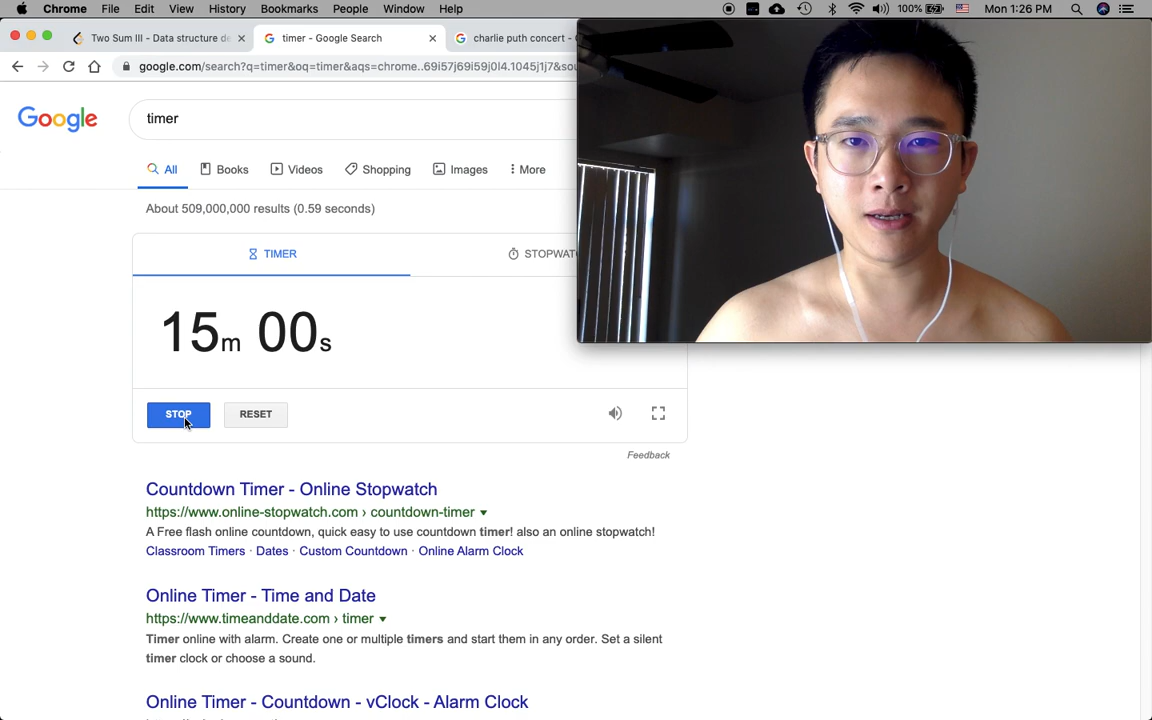 Chrome File Edit View History Bookmarks People Window Help 100% Mon 1:26 PM
Two Sum III - Data structure de timer - Google Search charlie puth concert -
google.com/search?q=timer&oq=timer&aqs=chrome..69i57j69i59j0l4.1045j1j7&sou
Google
timer
All Books Videos Shopping Images More
About 509,000,000 results (0.59 seconds)
TIMER STOPWAT
15m 00s
STOP RESET
Feedback
Countdown Timer - Online Stopwatch
https://www.online-stopwatch.com › countdown-timer
A Free flash online countdown, quick easy to use countdown timer! also an online stopwatch!
Classroom Timers · Dates · Custom Countdown · Online Alarm Clock
Online Timer - Time and Date
https://www.timeanddate.com › timer
Timer online with alarm. Create one or multiple timers and start them in any order. Set a silent
timer clock or choose a sound.
Online Timer - Countdown - vClock - Alarm Clock